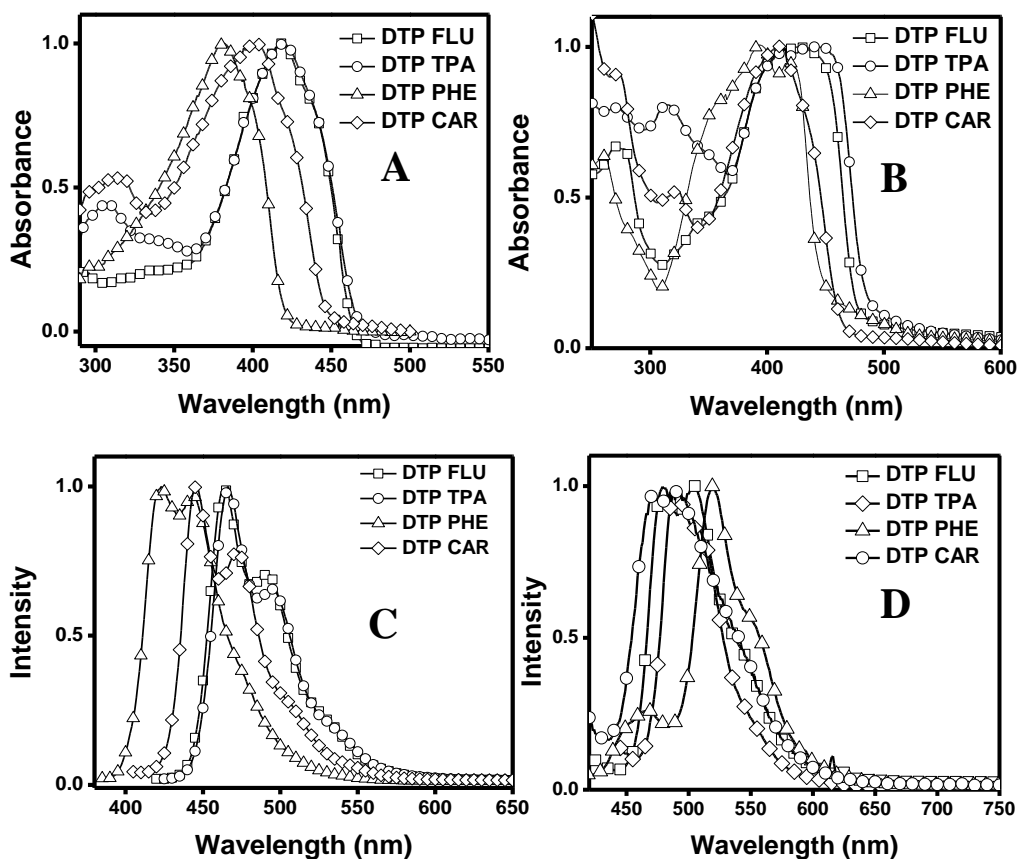 1.0
0.5
0.0
Absorbance
DTP FLU
DTP TPA
DTP PHE
DTP CAR
A
300 350 400 450 500 550
Wavelength (nm)
1.0
0.5
0.0
Absorbance
DTP FLU
DTP TPA
DTP PHE
DTP CAR
B
300 400 500 600
Wavelength (nm)
1.0
0.5
0.0
Intensity
DTP FLU
DTP TPA
DTP PHE
DTP CAR
C
400 450 500 550 600 650
Wavelength (nm)
1.0
0.5
0.0
Intensity
DTP FLU
DTP TPA
DTP PHE
DTP CAR
D
450 500 550 600 650 700 750
Wavelength (nm)